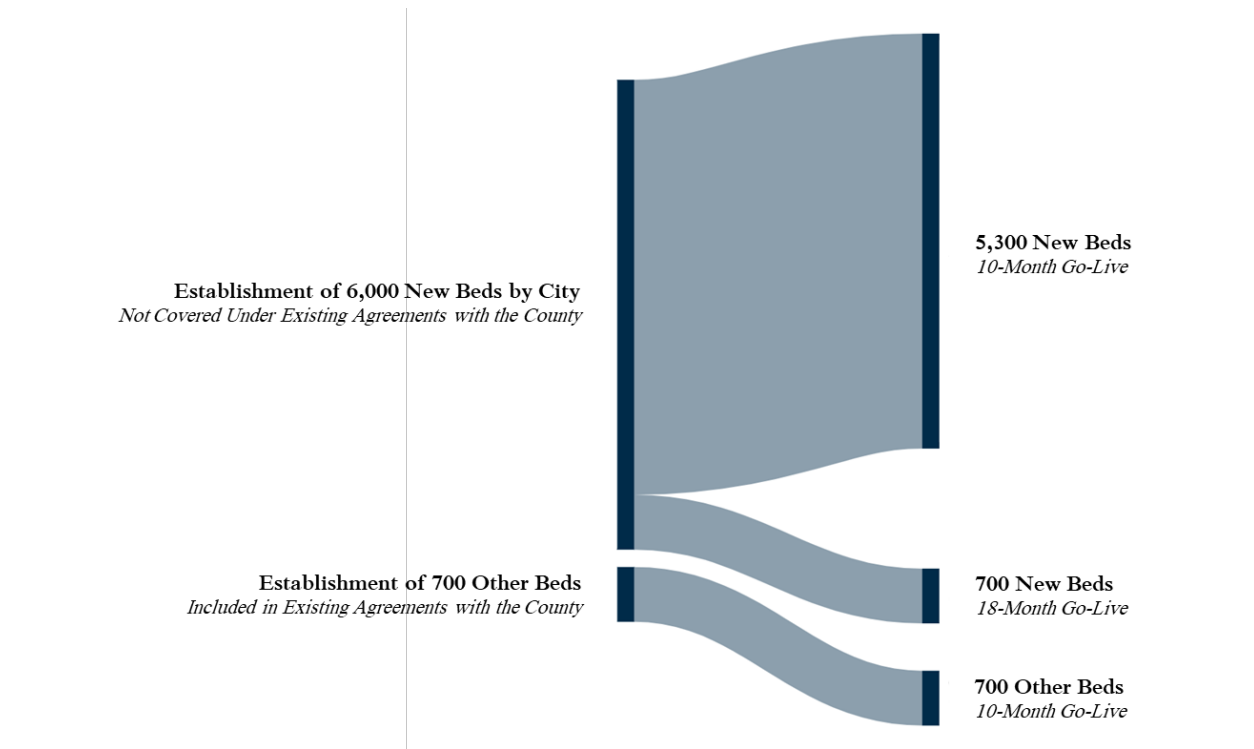 Establishment of 6,000 New Beds by City
Not Covered Under Existing Agreements with the County
Establishment of 700 Other Beds
Included in Existing Agreements with the County
5,300 New Beds
10-Month Go-Live
700 New Beds
18-Month Go-Live
700 Other Beds
10-Month Go-Live